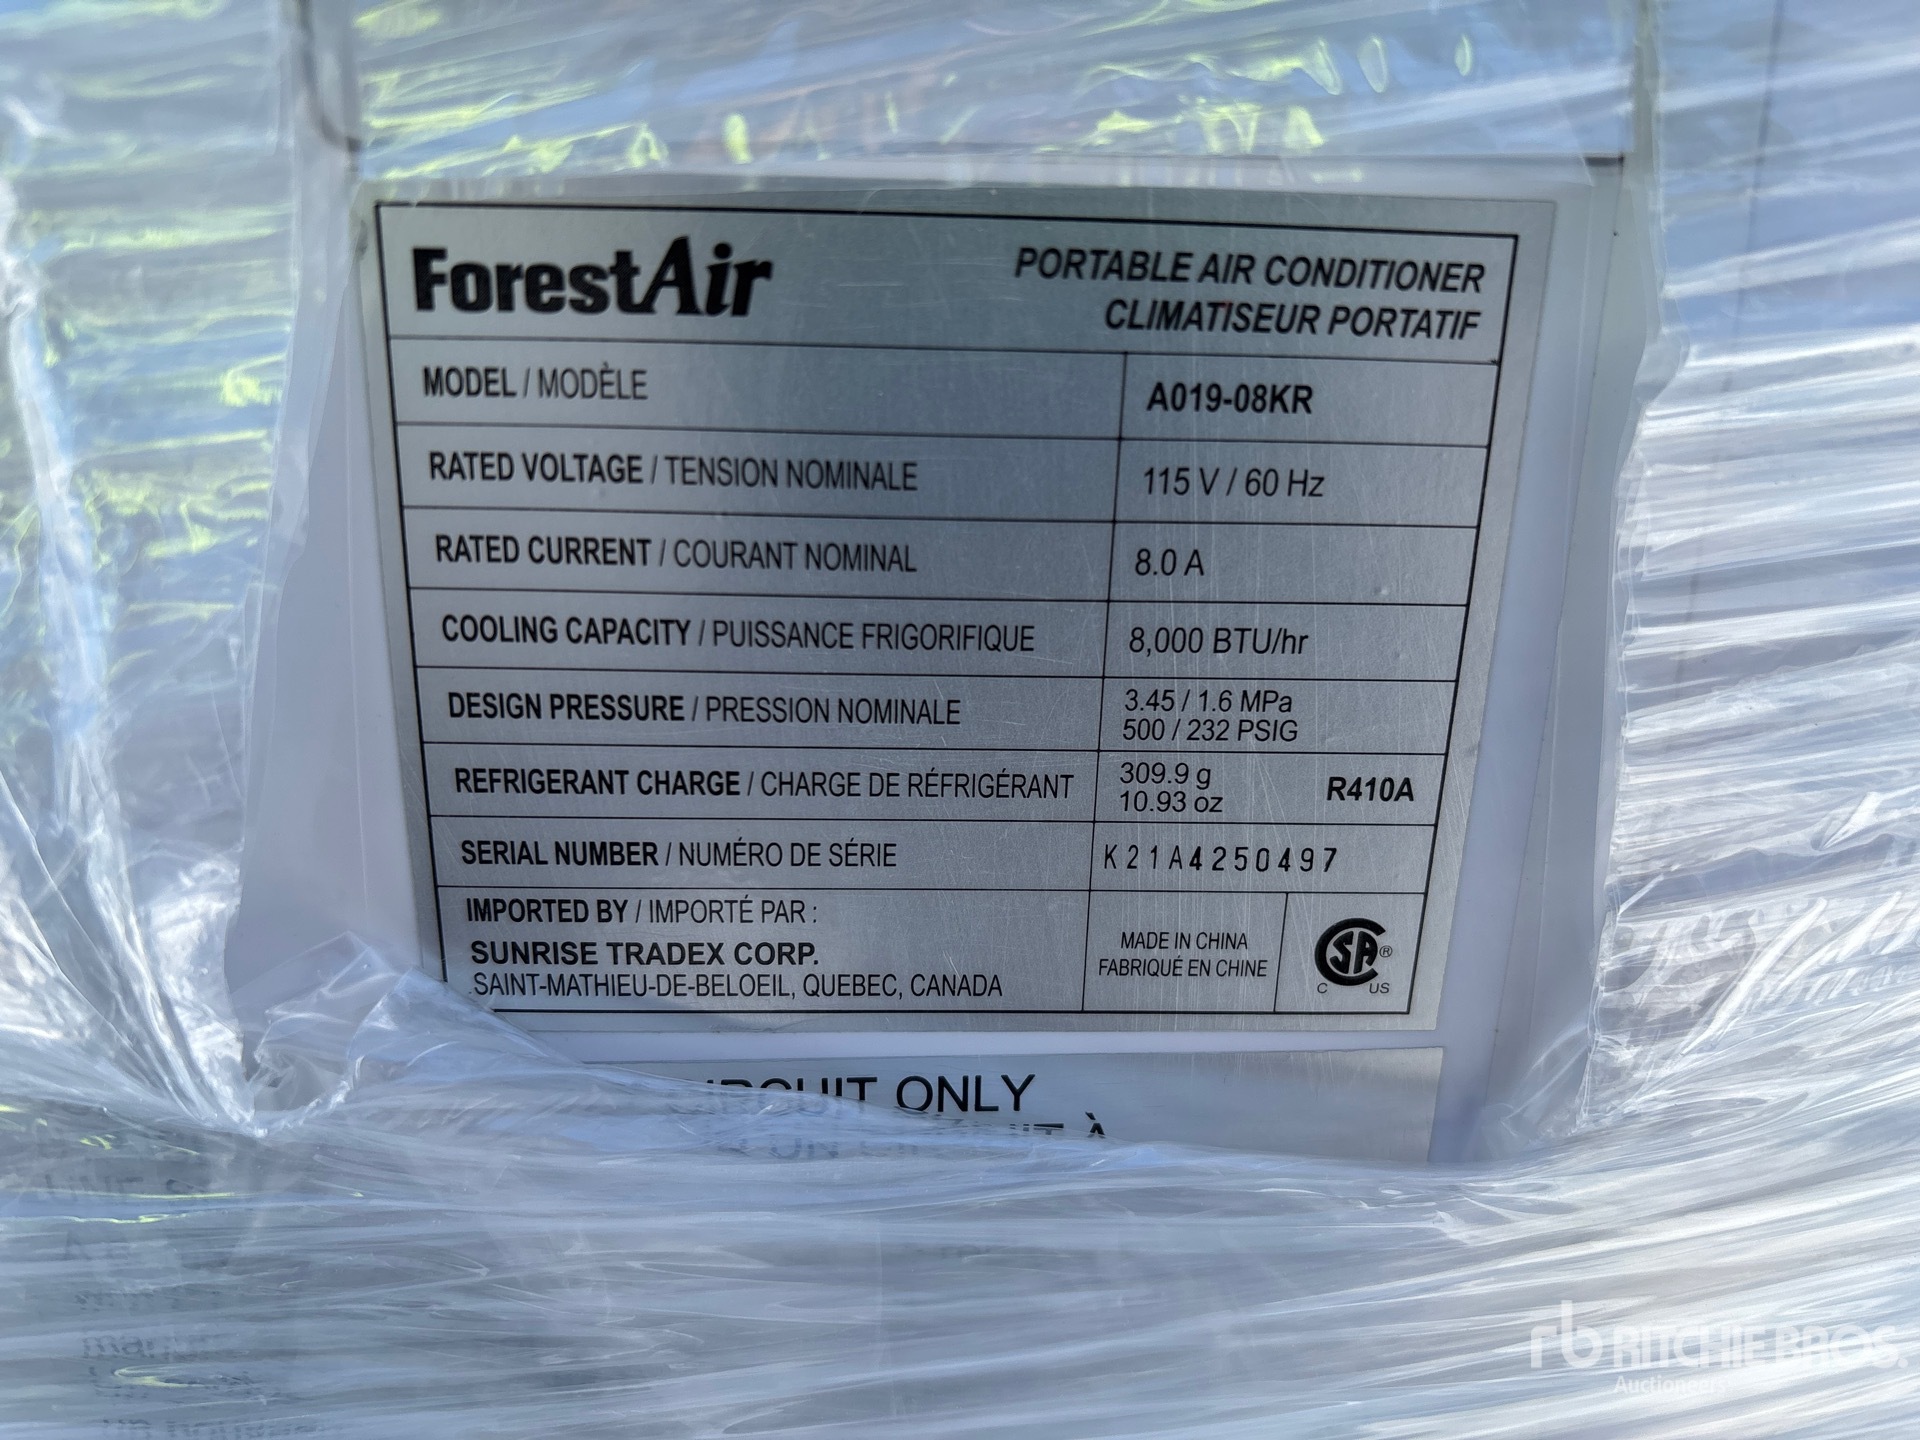 ForestAir
PORTABLE AIR CONDITIONER
CLIMATISEUR PORTATIF
MODEL / MODÈLE A019-08KR
RATED VOLTAGE / TENSION NOMINALE 115 V / 60 Hz
RATED CURRENT / COURANT NOMINAL 8.0 A
COOLING CAPACITY / PUISSANCE FRIGORIFIQUE 8,000 BTU/hr
DESIGN PRESSURE / PRESSION NOMINALE 3.45 / 1.6 MPa
500 / 232 PSIG
REFRIGERANT CHARGE / CHARGE DE RÉFRIGÉRANT 309.9 g
10.93 oz R410A
SERIAL NUMBER / NUMÉRO DE SÉRIE K21A4250497
IMPORTED BY / IMPORTÉ PAR :
SUNRISE TRADEX CORP.
SAINT-MATHIEU-DE-BELOEIL, QUEBEC, CANADA
MADE IN CHINA
FABRIQUÉ EN CHINE
CSA®
C US
CIRCUIT ONLY
rb RITCHIE BROS.
Auctioneers